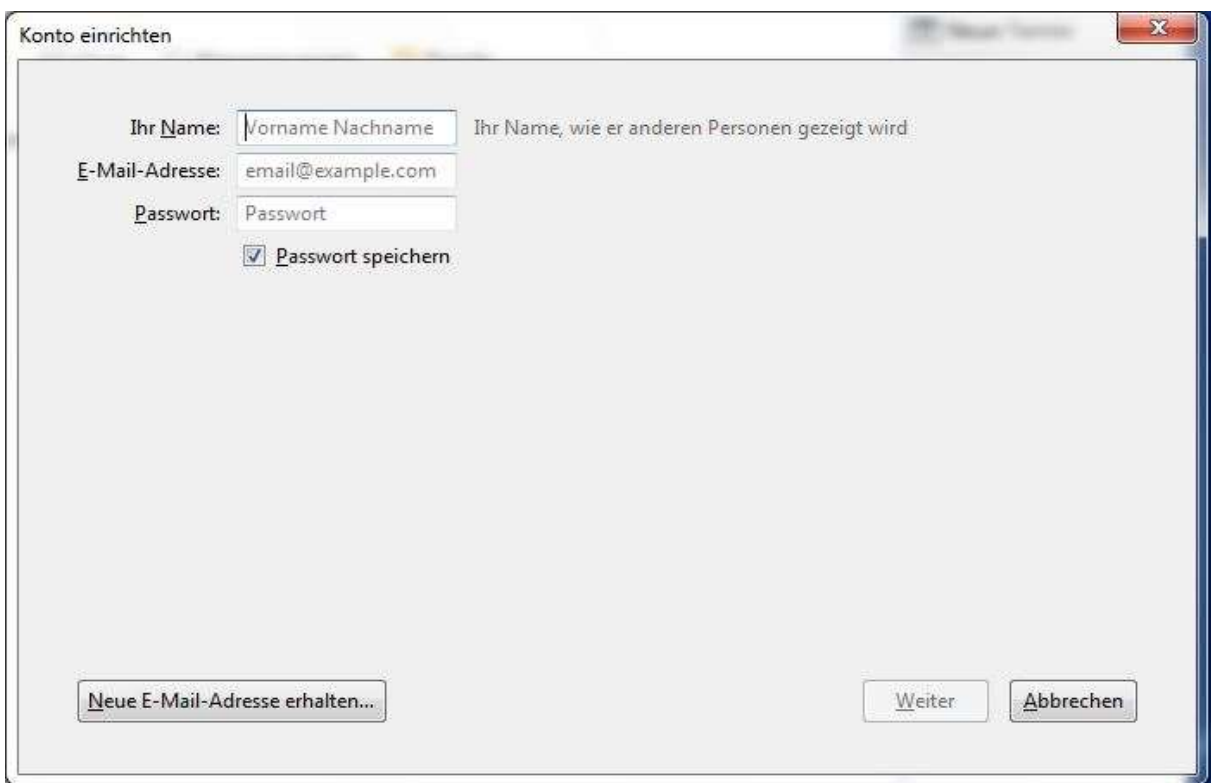 Konto einrichten
Ihr Name: Vorname Nachname Ihr Name, wie er anderen Personen gezeigt wird
E-Mail-Adresse: email@example.com
Passwort: Passwort
Passwort speichern
Neue E-Mail-Adresse erhalten... Weiter Abbrechen